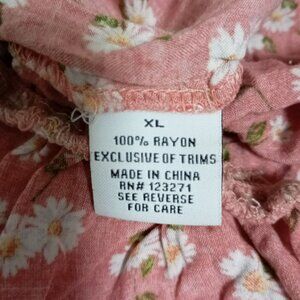 XL
100% RAYON
EXCLUSIVE OF TRIMS
MADE IN CHINA
RN# 123271
SEE REVERSE
FOR CARE